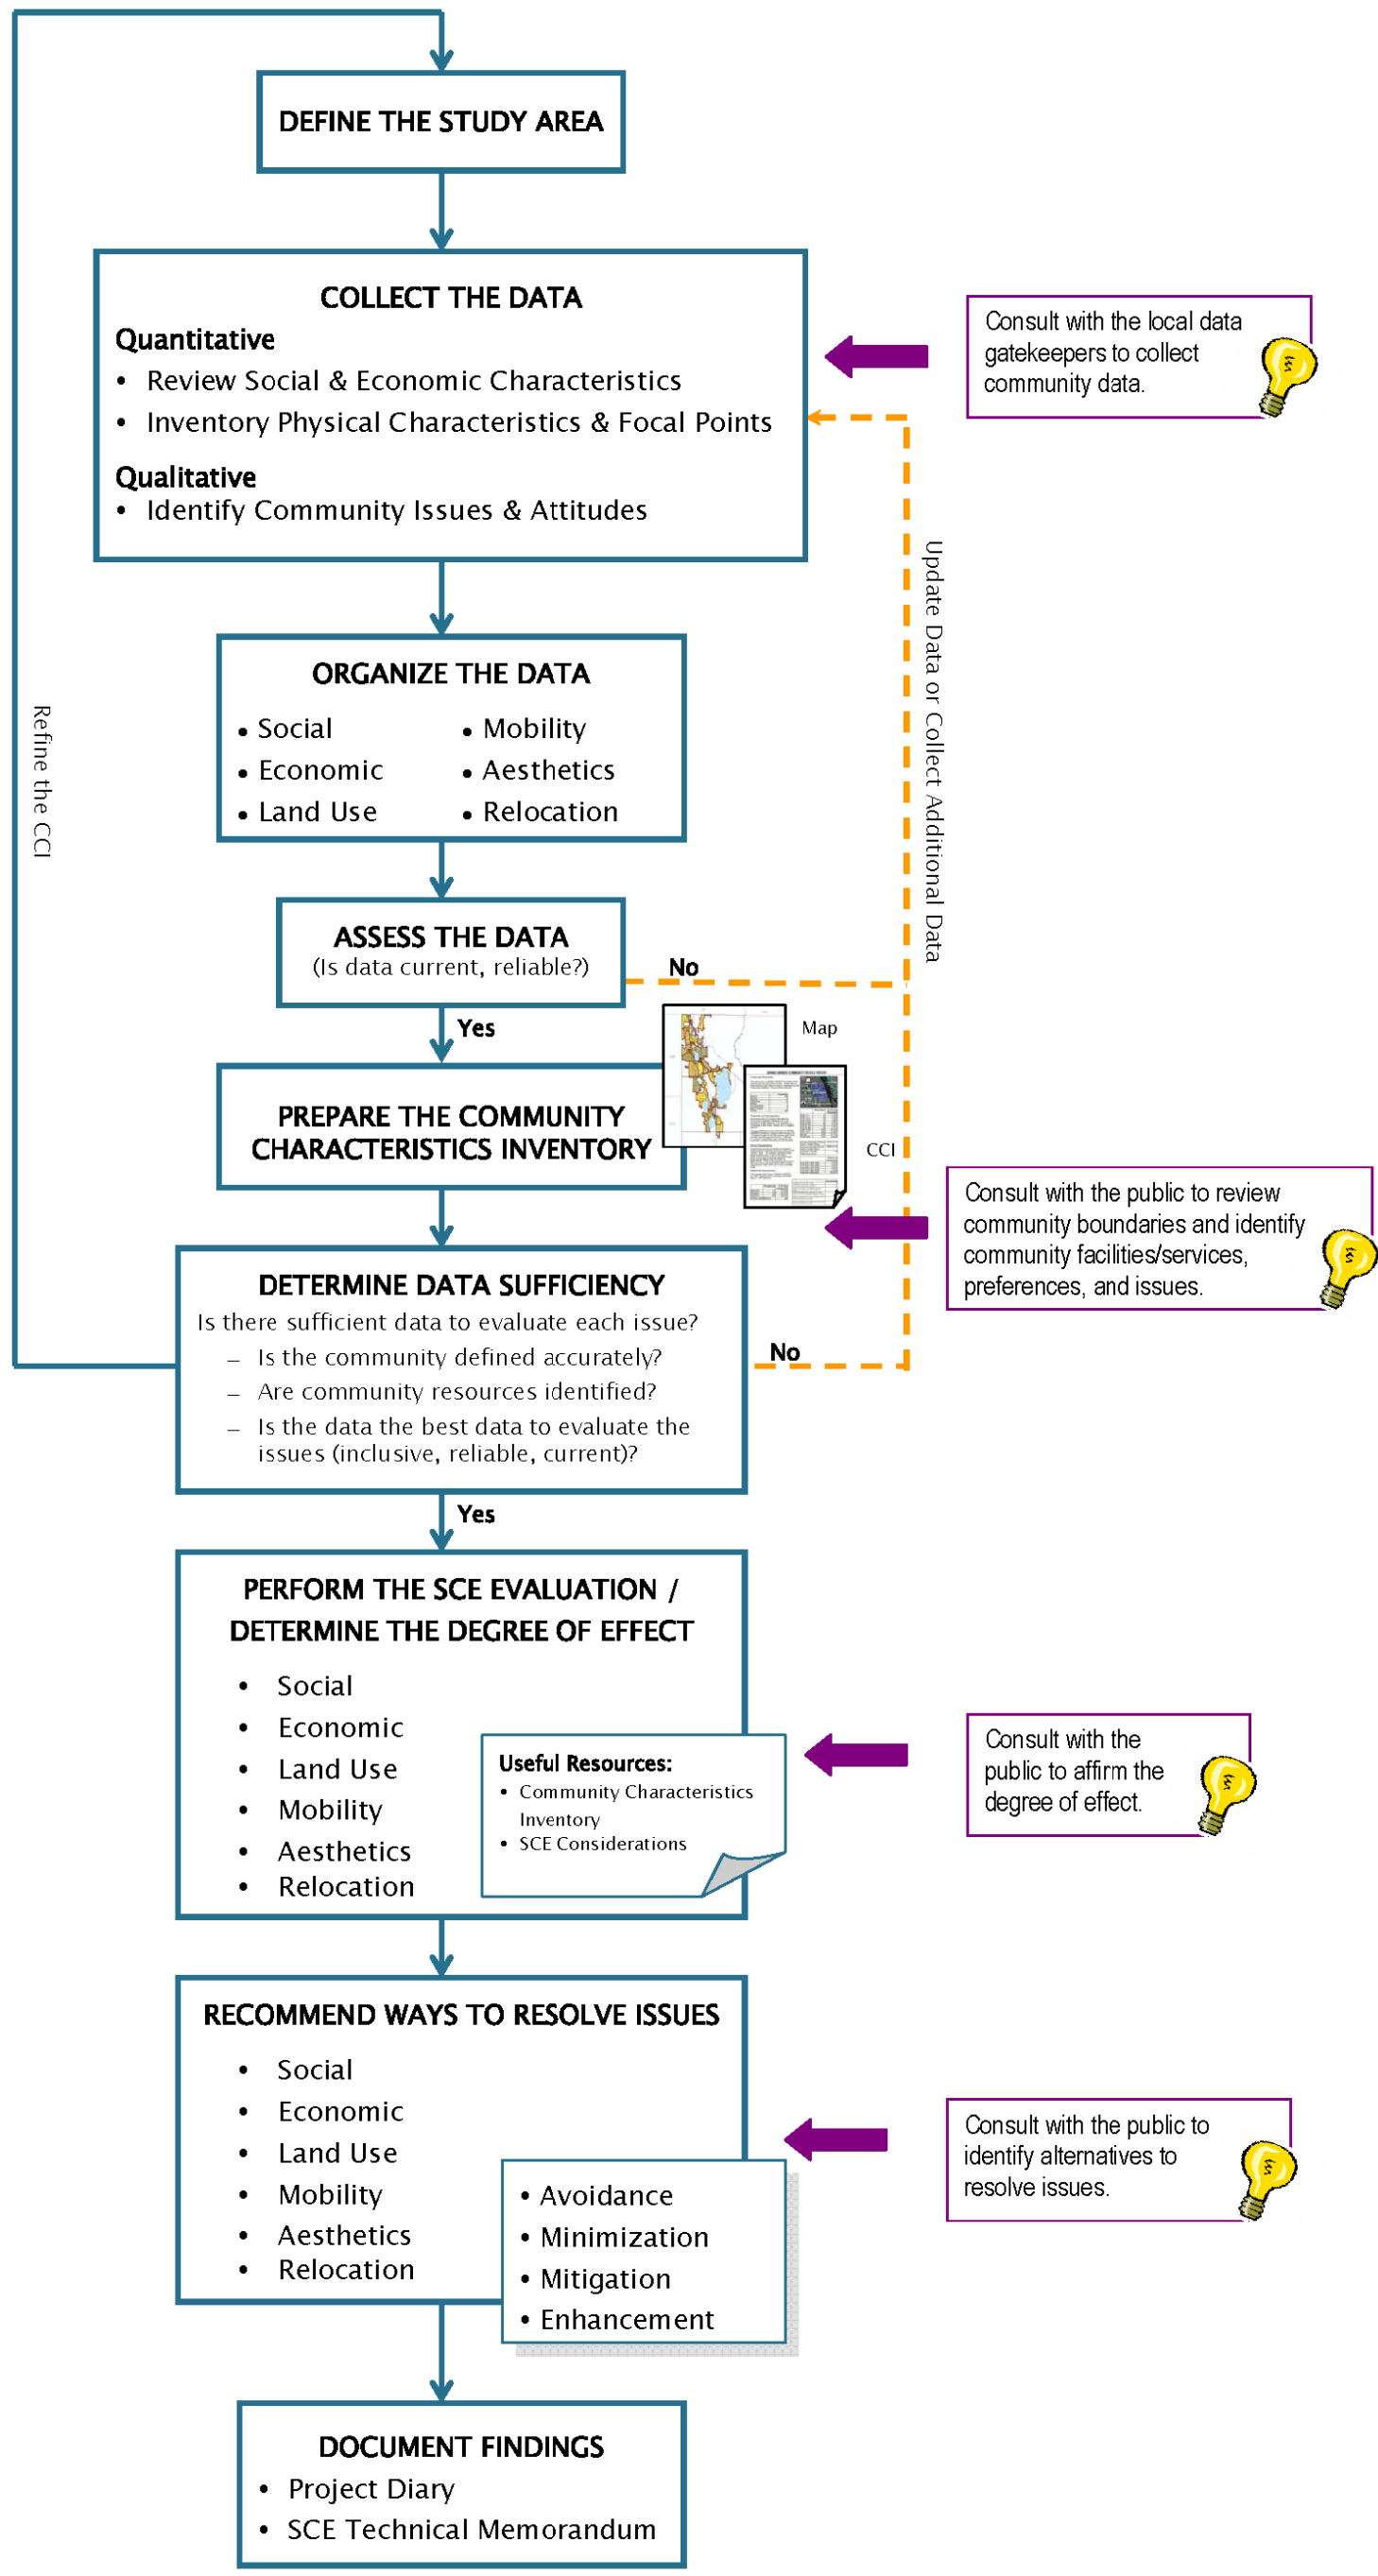 DEFINE THE STUDY AREA
COLLECT THE DATA
Quantitative
• Review Social & Economic Characteristics
• Inventory Physical Characteristics & Focal Points
Qualitative
• Identify Community Issues & Attitudes
Consult with the local data
gatekeepers to collect
community data.
Update Data or Collect Additional Data
Refine the CCI
ORGANIZE THE DATA
• Social
• Economic
• Land Use
• Mobility
• Aesthetics
• Relocation
ASSESS THE DATA
(Is data current, reliable?)
No
Yes
Map
CCI
PREPARE THE COMMUNITY
CHARACTERISTICS INVENTORY
Consult with the public to review
community boundaries and identify
community facilities/services,
preferences, and issues.
DETERMINE DATA SUFFICIENCY
Is there sufficient data to evaluate each issue?
– Is the community defined accurately?
– Are community resources identified?
– Is the data the best data to evaluate the
issues (inclusive, reliable, current)?
No
Yes
PERFORM THE SCE EVALUATION /
DETERMINE THE DEGREE OF EFFECT
• Social
• Economic
• Land Use
• Mobility
• Aesthetics
• Relocation
Useful Resources:
• Community Characteristics
Inventory
• SCE Considerations
Consult with the
public to affirm the
degree of effect.
RECOMMEND WAYS TO RESOLVE ISSUES
• Social
• Economic
• Land Use
• Mobility
• Aesthetics
• Relocation
• Avoidance
• Minimization
• Mitigation
• Enhancement
Consult with the public to
identify alternatives to
resolve issues.
DOCUMENT FINDINGS
• Project Diary
• SCE Technical Memorandum